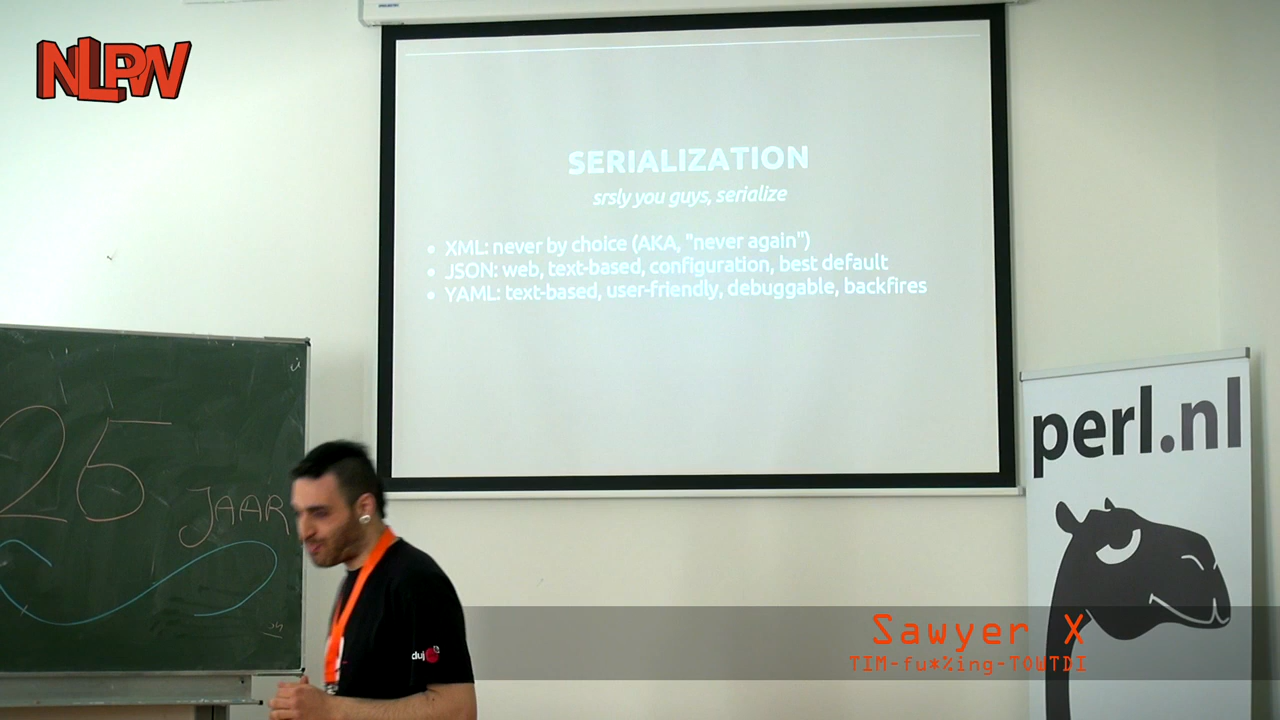 NLPW
SERIALIZATION
srsly you guys, serialize
• XML: never by choice (AKA, "never again")
• JSON: web, text-based, configuration, best default
• YAML: text-based, user-friendly, debuggable, backfires
25
JAAR
perl.nl
duj
Sawyer X
TIM-fu*%ing-TOWTDI